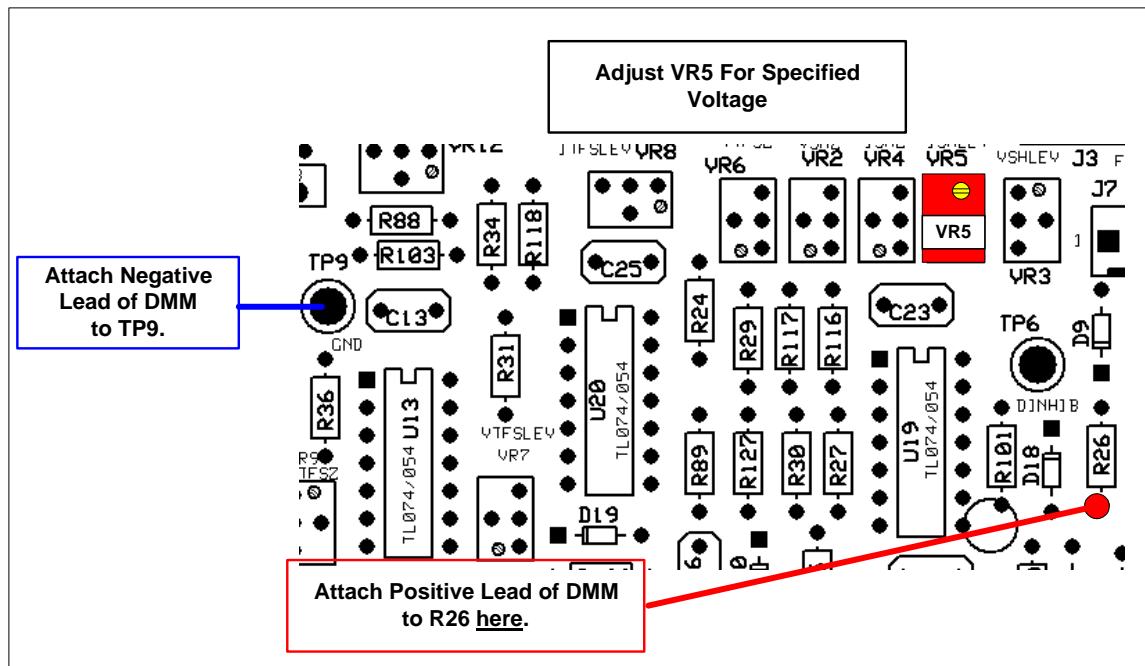 Adjust VR5 For Specified
Voltage
VR12
ITFSLEV VR8
VR6
VR2
VR4
VR5
VSHLEV
J3
J7
VR5
R88
R34
R118
R103
TP9
C25
VR3
Attach Negative
Lead of DMM
to TP9.
C13
GND
R24
R29
R117
R116
C23
TP6
D9
R31
R36
U13
TL074/054
U20
TL074/054
U19
TL074/054
DINHIB
VTFSLEV
VR7
R89
R127
R30
R27
R101
D18
R26
D19
Attach Positive Lead of DMM
to R26 here.